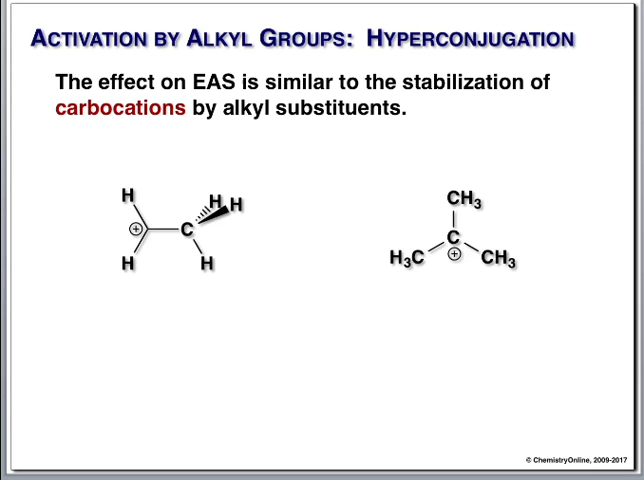 ACTIVATION BY ALKYL GROUPS: HYPERCONJUGATION
The effect on EAS is similar to the stabilization of
carbocations by alkyl substituents.
H H H
⊕ C
H H
CH₃
C
H₃C ⊕ CH₃
© ChemistryOnline, 2009-2017